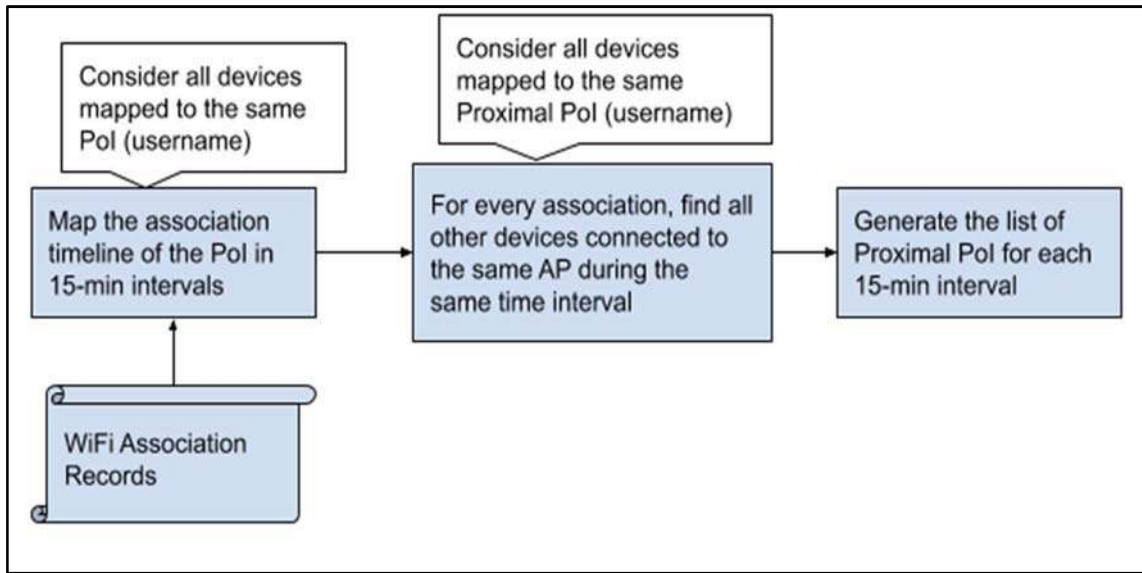 Consider all devices
mapped to the same
PoI (username)
Consider all devices
mapped to the same
Proximal PoI (username)
Map the association
timeline of the PoI in
15-min intervals
For every association, find all
other devices connected to
the same AP during the
same time interval
Generate the list of
Proximal PoI for each
15-min interval
WiFi Association
Records